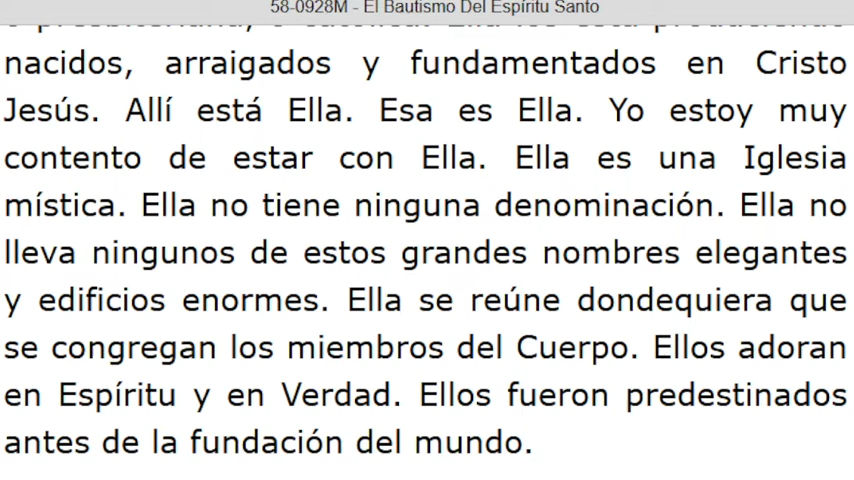 58-0928M - El Bautismo Del Espíritu Santo
nacidos, arraigados y fundamentados en Cristo
Jesús. Allí está Ella. Esa es Ella. Yo estoy muy
contento de estar con Ella. Ella es una Iglesia
mística. Ella no tiene ninguna denominación. Ella no
lleva ningunos de estos grandes nombres elegantes
y edificios enormes. Ella se reúne dondequiera que
se congregan los miembros del Cuerpo. Ellos adoran
en Espíritu y en Verdad. Ellos fueron predestinados
antes de la fundación del mundo.